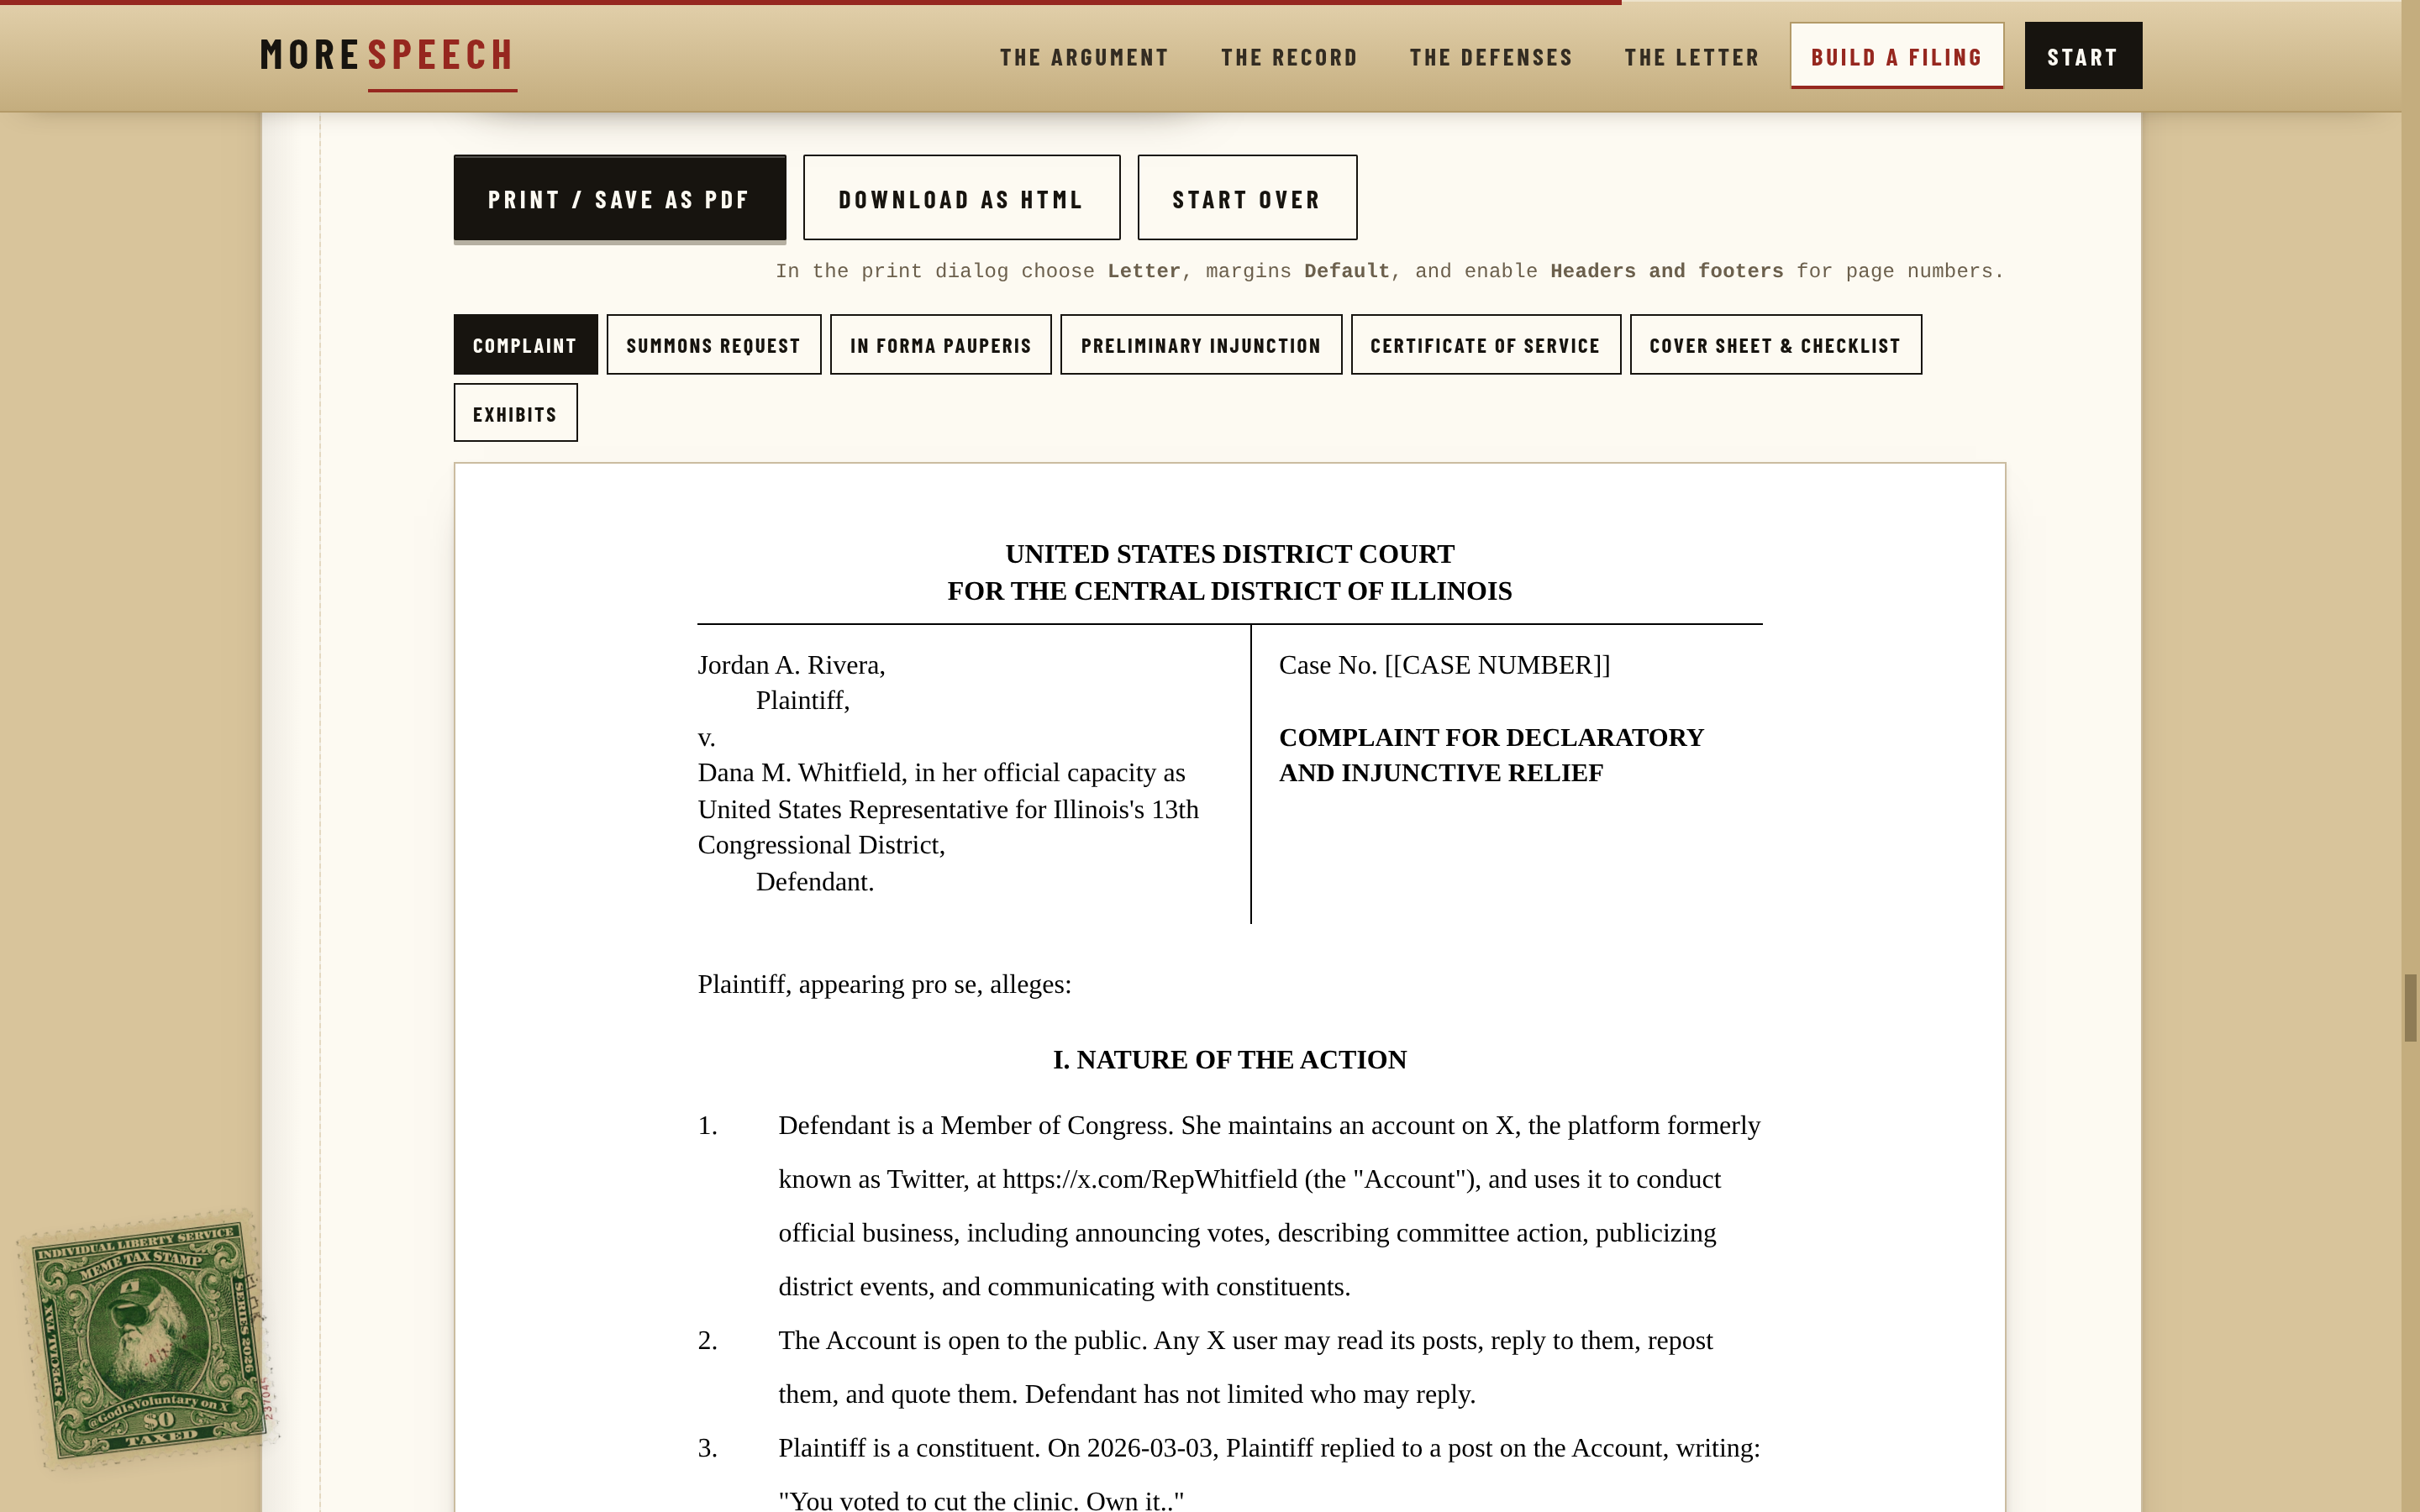 MORE SPEECH
THE ARGUMENT
THE RECORD
THE DEFENSES
THE LETTER
BUILD A FILING
START
PRINT / SAVE AS PDF
DOWNLOAD AS HTML
START OVER
In the print dialog choose Letter, margins Default, and enable Headers and footers for page numbers.
COMPLAINT
SUMMONS REQUEST
IN FORMA PAUPERIS
PRELIMINARY INJUNCTION
CERTIFICATE OF SERVICE
COVER SHEET & CHECKLIST
EXHIBITS
UNITED STATES DISTRICT COURT
FOR THE CENTRAL DISTRICT OF ILLINOIS
Jordan A. Rivera,
Plaintiff,
v.
Dana M. Whitfield, in her official capacity as
United States Representative for Illinois's 13th
Congressional District,
Defendant.
Case No. [[CASE NUMBER]]
COMPLAINT FOR DECLARATORY
AND INJUNCTIVE RELIEF
Plaintiff, appearing pro se, alleges:
I. NATURE OF THE ACTION
1. Defendant is a Member of Congress. She maintains an account on X, the platform formerly
known as Twitter, at https://x.com/RepWhitfield (the "Account"), and uses it to conduct
official business, including announcing votes, describing committee action, publicizing
district events, and communicating with constituents.
2. The Account is open to the public. Any X user may read its posts, reply to them, repost
them, and quote them. Defendant has not limited who may reply.
3. Plaintiff is a constituent. On 2026-03-03, Plaintiff replied to a post on the Account, writing:
"You voted to cut the clinic. Own it.."
INDIVIDUAL LIBERTY SERVICE
MEME TAX STAMP
SPECIAL TAX
SERIES 2026
@GodIsVoluntary on X
$0
TAXED